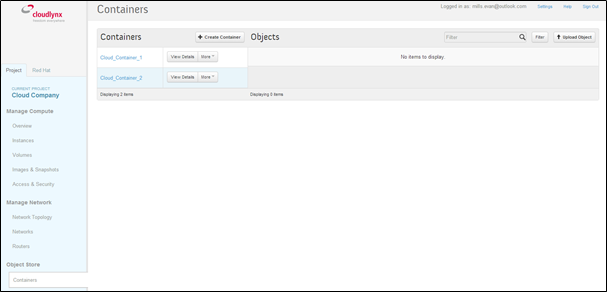 cloudlynx
Containers
Logged in as: mdfs.evan@outlook.com
Settings
Help
Sign Out
Containers
+ Create Container
Objects
Filter
Filter
Upload Object
Cloud_Container_1
View Details
More
No items to display.
Cloud_Container_2
View Details
More
Displaying 2 items
Displaying 0 items
Project
Red Hat
CURRENT PROJECT
Cloud Company
Manage Compute
Overview
Instances
Volumes
Images & Snapshots
Access & Security
Manage Network
Network Topology
Networks
Routers
Object Store
Containers